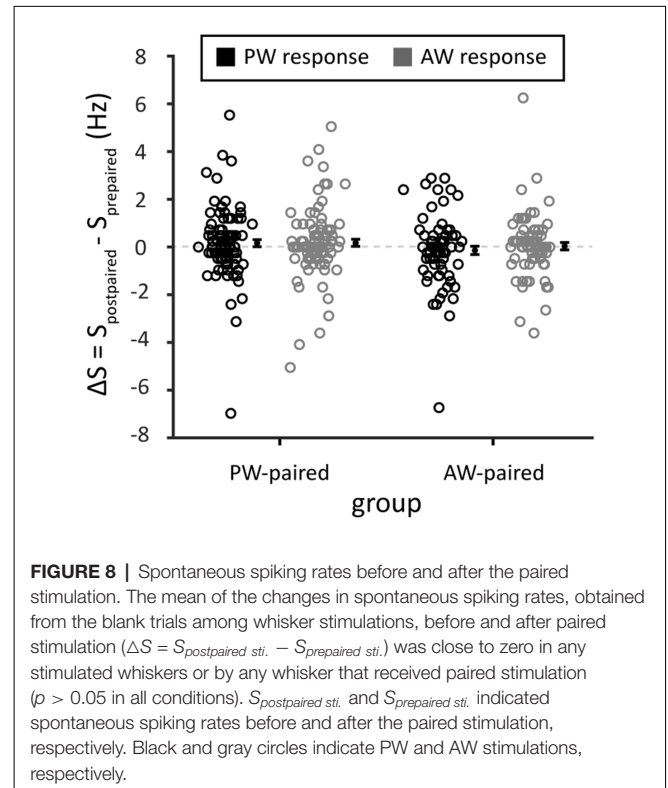 8
PW response
AW response
6
4
2
0
-2
-4
-6
-8
ΔS = S_postpaired - S_prepaired (Hz)
PW-paired
AW-paired
group
FIGURE 8 | Spontaneous spiking rates before and after the paired
stimulation. The mean of the changes in spontaneous spiking rates, obtained
from the blank trials among whisker stimulations, before and after paired
stimulation (△S = S_postpaired sti. − S_prepaired sti.) was close to zero in any
stimulated whiskers or by any whisker that received paired stimulation
(p > 0.05 in all conditions). S_postpaired sti. and S_prepaired sti. indicated
spontaneous spiking rates before and after the paired stimulation,
respectively. Black and gray circles indicate PW and AW stimulations,
respectively.